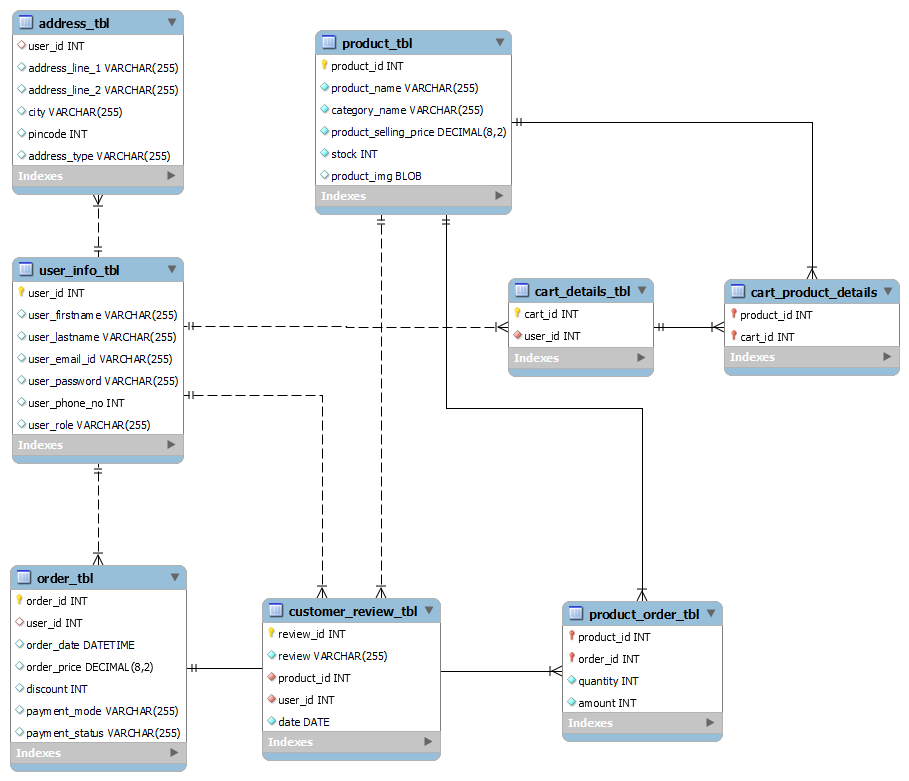 address_tbl
user_id INT
address_line_1 VARCHAR(255)
address_line_2 VARCHAR(255)
city VARCHAR(255)
pincode INT
address_type VARCHAR(255)
Indexes
product_tbl
product_id INT
product_name VARCHAR(255)
category_name VARCHAR(255)
product_selling_price DECIMAL(8,2)
stock INT
product_img BLOB
Indexes
user_info_tbl
user_id INT
user_firstname VARCHAR(255)
user_lastname VARCHAR(255)
user_email_id VARCHAR(255)
user_password VARCHAR(255)
user_phone_no INT
user_role VARCHAR(255)
Indexes
cart_details_tbl
cart_id INT
user_id INT
Indexes
cart_product_details
product_id INT
cart_id INT
Indexes
order_tbl
order_id INT
user_id INT
order_date DATETIME
order_price DECIMAL(8,2)
discount INT
payment_mode VARCHAR(255)
payment_status VARCHAR(255)
Indexes
customer_review_tbl
review_id INT
review VARCHAR(255)
product_id INT
user_id INT
date DATE
Indexes
product_order_tbl
product_id INT
order_id INT
quantity INT
amount INT
Indexes